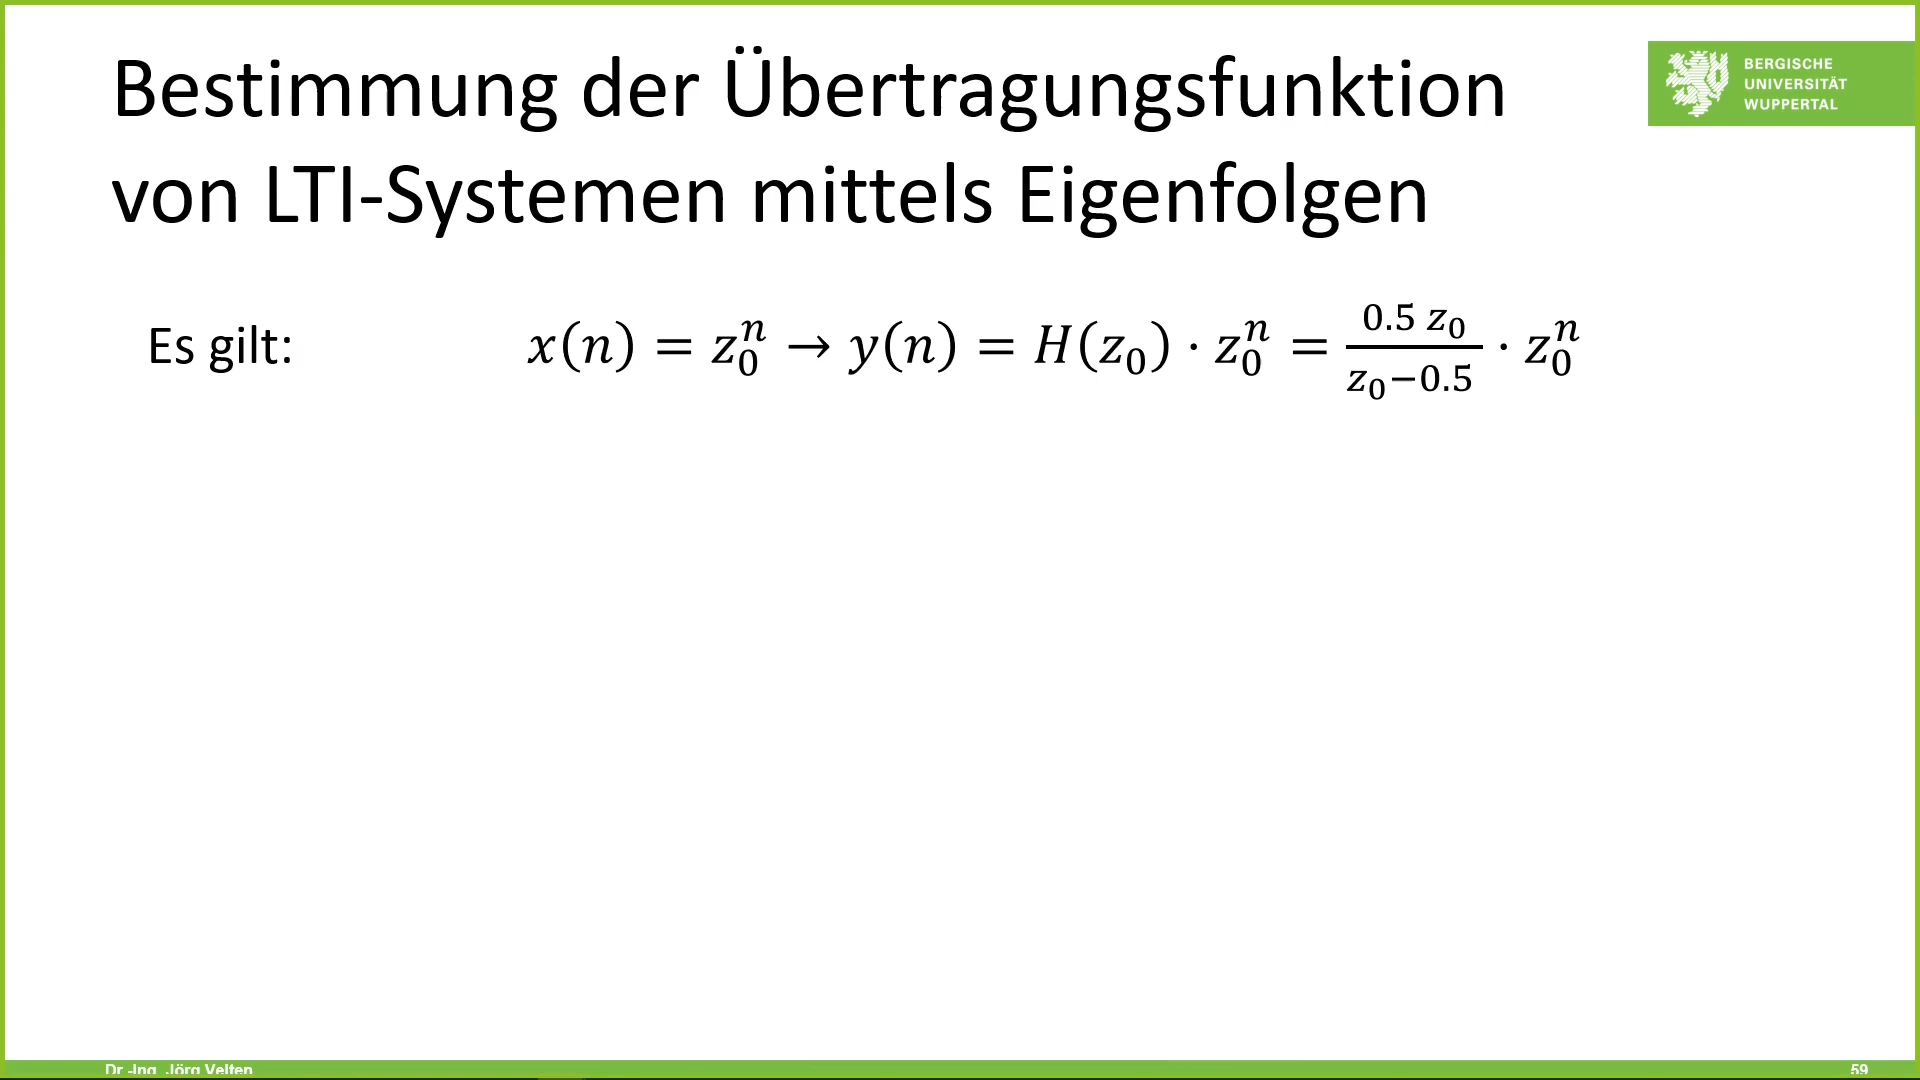 Bestimmung der Übertragungsfunktion
von LTI-Systemen mittels Eigenfolgen
BERGISCHE
UNIVERSITÄT
WUPPERTAL
Es gilt: x(n) = z₀ⁿ → y(n) = H(z₀) · z₀ⁿ = (0.5 z₀)/(z₀−0.5) · z₀ⁿ
Dr.-Ing. Jörg Velten 59